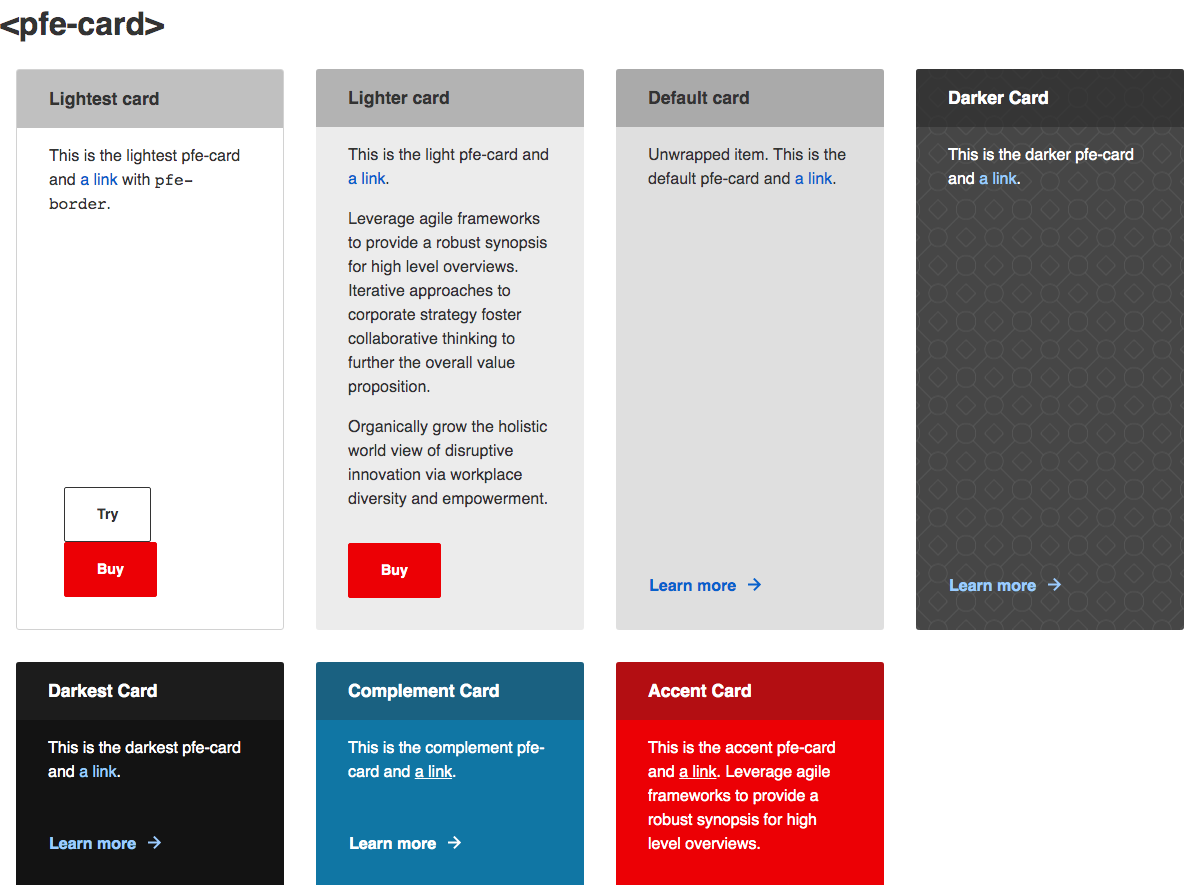 <pfe-card>
Lightest card
This is the lightest pfe-card
and a link with pfe-
border.
Try
Buy
Lighter card
This is the light pfe-card and
a link.
Leverage agile frameworks
to provide a robust synopsis
for high level overviews.
Iterative approaches to
corporate strategy foster
collaborative thinking to
further the overall value
proposition.
Organically grow the holistic
world view of disruptive
innovation via workplace
diversity and empowerment.
Buy
Default card
Unwrapped item. This is the
default pfe-card and a link.
Learn more →
Darker Card
This is the darker pfe-card
and a link.
Learn more →
Darkest Card
This is the darkest pfe-card
and a link.
Learn more →
Complement Card
This is the complement pfe-
card and a link.
Learn more →
Accent Card
This is the accent pfe-card
and a link. Leverage agile
frameworks to provide a
robust synopsis for high
level overviews.